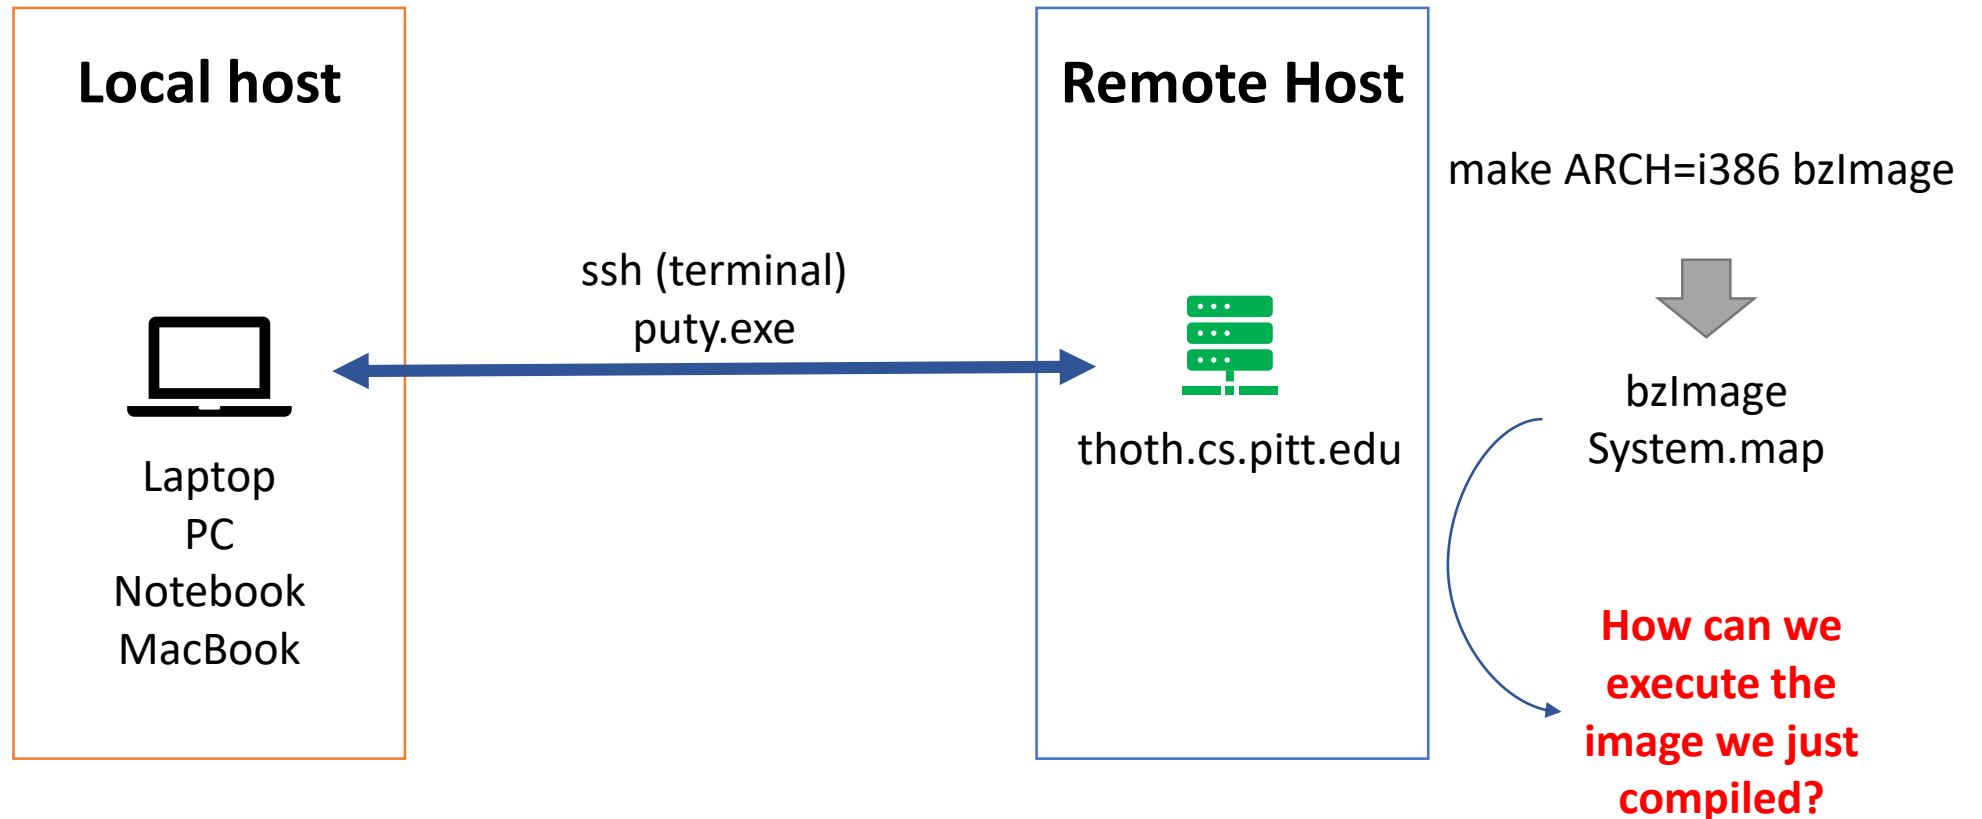 Local host
Laptop
PC
Notebook
MacBook
ssh (terminal)
puty.exe
Remote Host
thoth.cs.pitt.edu
make ARCH=i386 bzImage
bzImage
System.map
How can we
execute the
image we just
compiled?